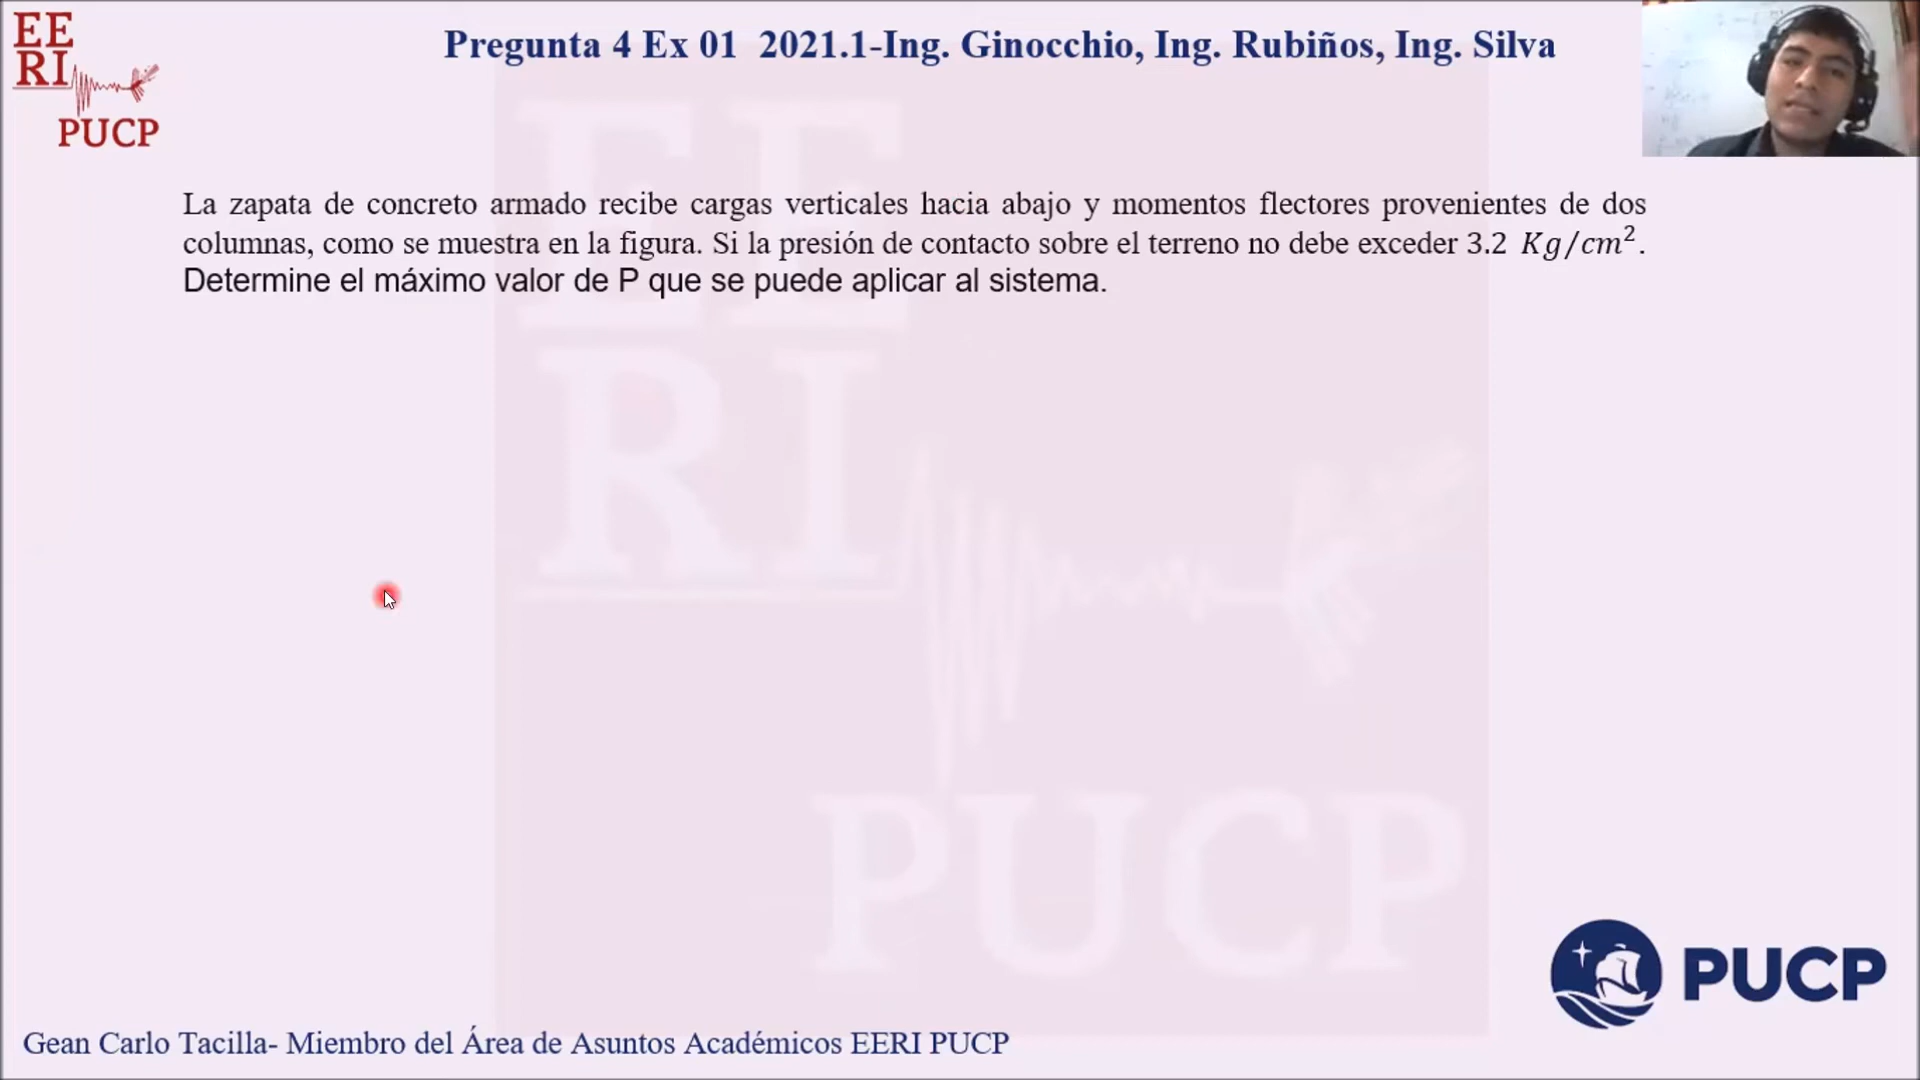 EE
RI
PUCP
Pregunta 4 Ex 01 2021.1-Ing. Ginocchio, Ing. Rubiños, Ing. Silva
La zapata de concreto armado recibe cargas verticales hacia abajo y momentos flectores provenientes de dos
columnas, como se muestra en la figura. Si la presión de contacto sobre el terreno no debe exceder 3.2 Kg/cm².
Determine el máximo valor de P que se puede aplicar al sistema.
EE
RI
PUCP
PUCP
Gean Carlo Tacilla- Miembro del Área de Asuntos Académicos EERI PUCP